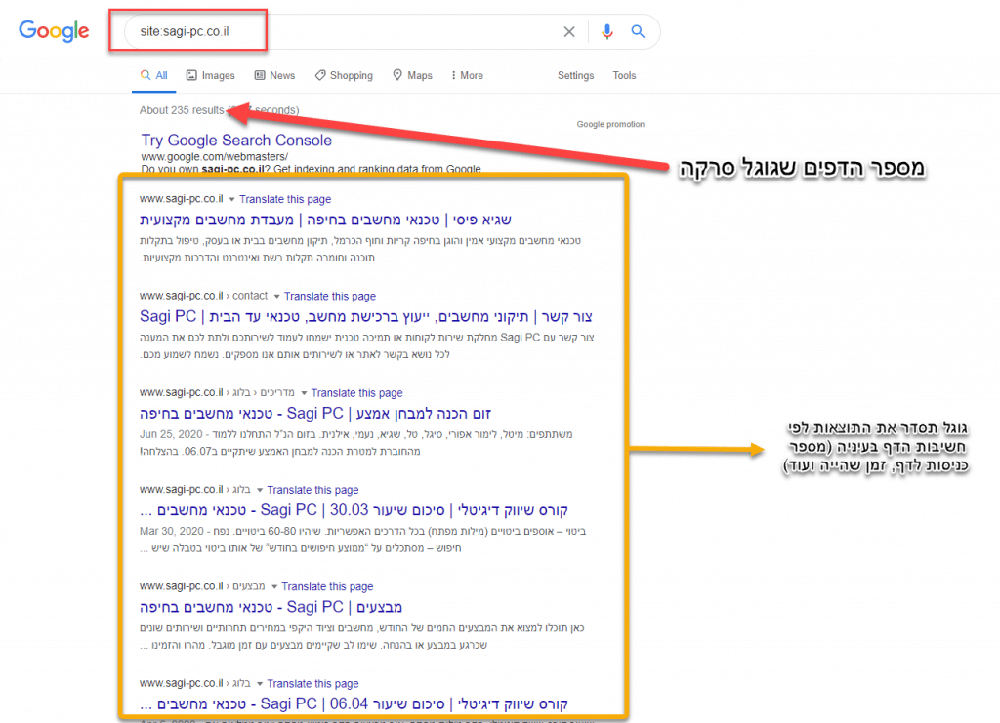 Google
site:sagi-pc.co.il
All Images News Shopping Maps More Settings Tools
About 235 results seconds)
Google promotion
Try Google Search Console
www.google.com/webmasters/
Do you own sagi-pc.co.il? Get indexing and ranking data from Google
מספר הדפים שגוגל סרקה
www.sagi-pc.co.il Translate this page
שגיא פיסי | טכנאי מחשבים בחיפה | מעבדת מחשבים מקצועית
טכנאי מחשבים מקצועי אמין והוגן בחיפה קריות וחוף הכרמל, תיקון מחשבים בבית או בעסק, טיפול בתקלות
תוכנה וחומרה תקלות רשת ואינטרנט והדרכות מקצועיות.
www.sagi-pc.co.il › contact Translate this page
צור קשר | תיקוני מחשבים, ייעוץ ברכישת מחשב, טכנאי עד הבית | Sagi PC
צור קשר עם Sagi PC מחלקת שירות לקוחות או תמיכה טכנית ישמחו לעמוד לשירותכם ולתת לכם את המענה
לכל נושא בקשר לאתר או לשירותים אותם אנו מספקים. נשמח לשמוע מכם.
www.sagi-pc.co.il › בלוג › מדריכים Translate this page
זום הכנה למבחן אמצע | Sagi PC - טכנאי מחשבים בחיפה
Jun 25, 2020 - משתתפים: מיטל, לימור אפורי, סיגל, טל, שגיא, נעמי, אילנית. בזום הנ"ל התחלנו ללמוד
מהחוברת למטרת הכנה למבחן האמצע שיתקיים ב06.07. בהצלחה!
www.sagi-pc.co.il › בלוג Translate this page
קורס שיווק דיגיטלי | סיכום שיעור 30.03 | Sagi PC - טכנאי מחשבים ...
Mar 30, 2020 - ביטוי – אוספים ביטויים (מילות מפתח) בכל הדרכים האפשריות. שיהיו 60-80 ביטויים. נפח
חיפוש – מסתכלים על "ממוצע חיפושים בחודש" של אותו ביטוי בטבלה שיש ...
www.sagi-pc.co.il › מבצעים Translate this page
מבצעים | Sagi PC - טכנאי מחשבים בחיפה
כאן תוכלו למצוא את המבצעים החמים של החודש, מחשבים וציוד היקפי במחירים תחרותיים ושירותים שונים
שכרגע במבצע או בהנחה. שימו לב שקיימים מבצעים עם זמן מוגבל. מהרו והזמינו ...
www.sagi-pc.co.il › בלוג Translate this page
קורס שיווק דיגיטלי | סיכום שיעור 06.04 | Sagi PC - טכנאי מחשבים ...
גוגל תסדר את התוצאות לפי
חשיבות הדף בעיניה (מספר
כניסות לדף, זמן שהייה ועוד)